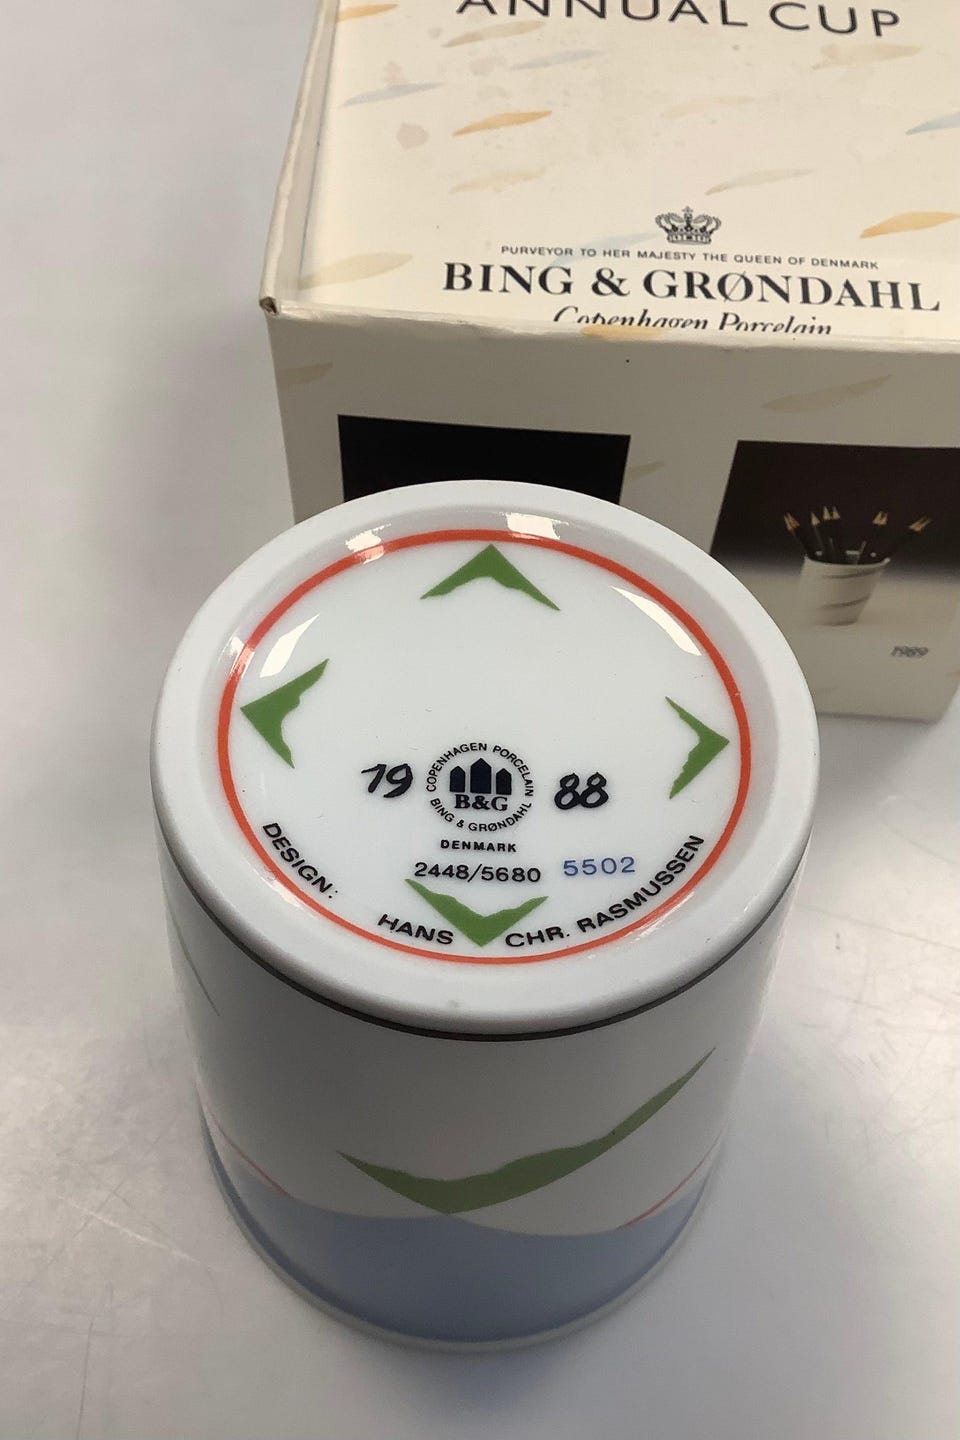 ANNUAL CUP
PURVEYOR TO HER MAJESTY THE QUEEN OF DENMARK
BING & GRØNDAHL
Copenhagen Porcelain
1989
19 88
COPENHAGEN PORCELAIN
B&G
BING & GRØNDAHL
DENMARK
2448/5680 5502
DESIGN: HANS CHR. RASMUSSEN